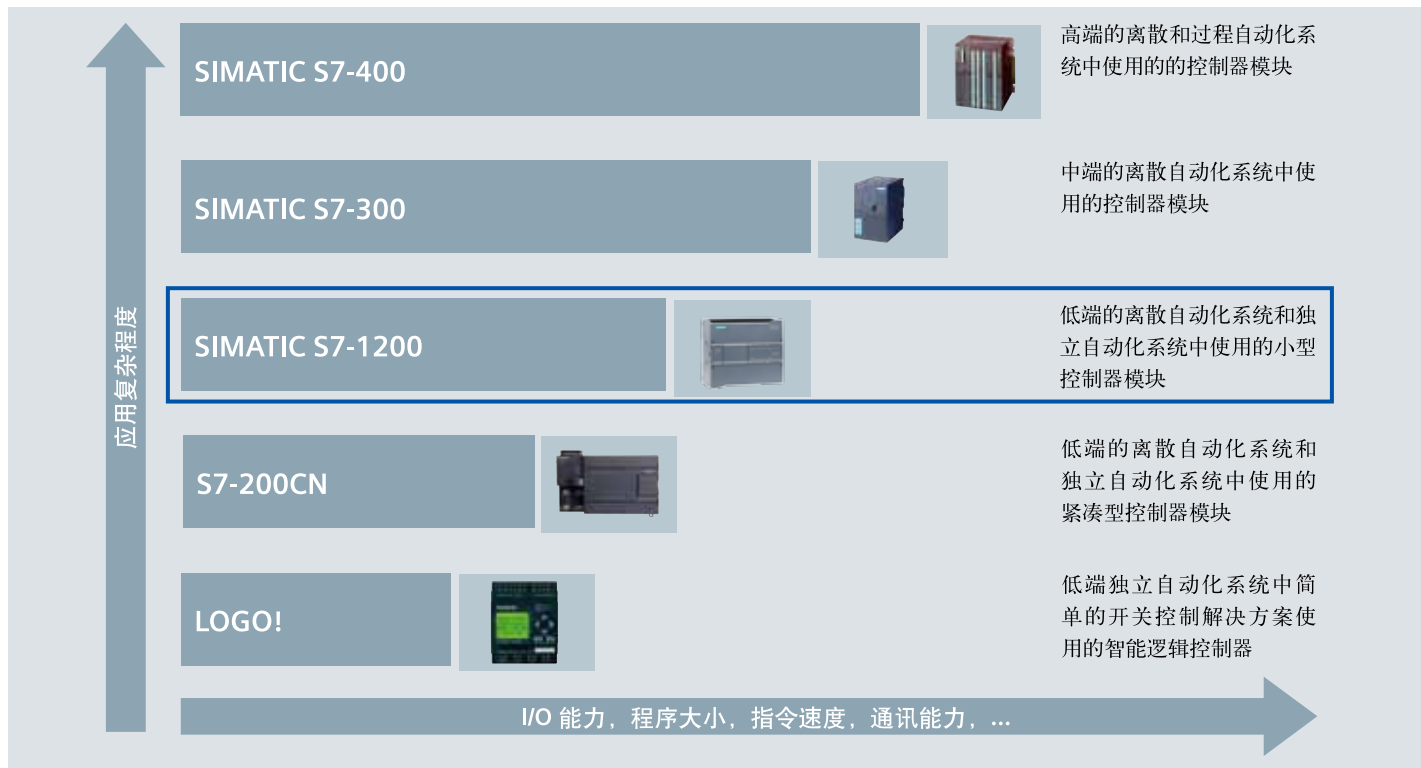 SIMATIC S7-400
高端的离散和过程自动化系
统中使用的的控制器模块
SIMATIC S7-300
中端的离散自动化系统中使
用的控制器模块
应用复杂程度
SIMATIC S7-1200
低端的离散自动化系统和独
立自动化系统中使用的小型
控制器模块
S7-200CN
低端的离散自动化系统和
独立自动化系统中使用的
紧凑型控制器模块
LOGO!
低端独立自动化系统中简
单的开关控制解决方案使
用的智能逻辑控制器
I/O 能力，程序大小，指令速度，通讯能力，...